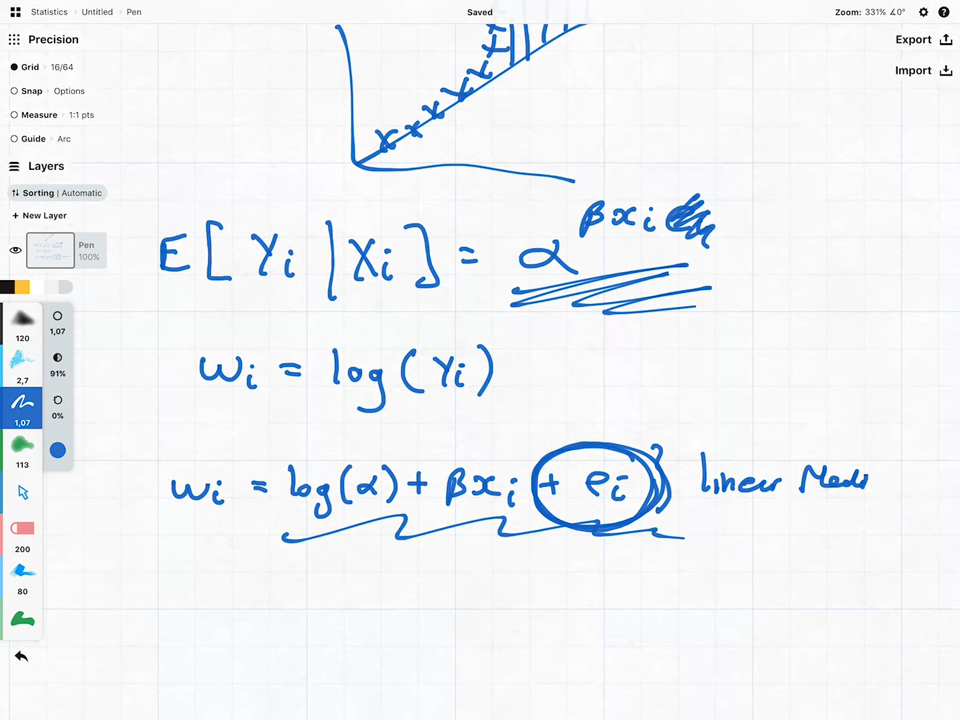 Statistics › Untitled › Pen
Saved
Zoom: 331% ∡0°
Precision
Export
Import
Grid › 16/64
Snap › Options
Measure › 1:1 pts
Guide › Arc
Layers
Sorting | Automatic
+ New Layer
Pen
100%
120
2,7
1,07
113
200
80
1,07
91%
0%
E[Yi | Xi] = α^βxi
wi = log(Yi)
wi = log(α) + βxi + ei linear Mode